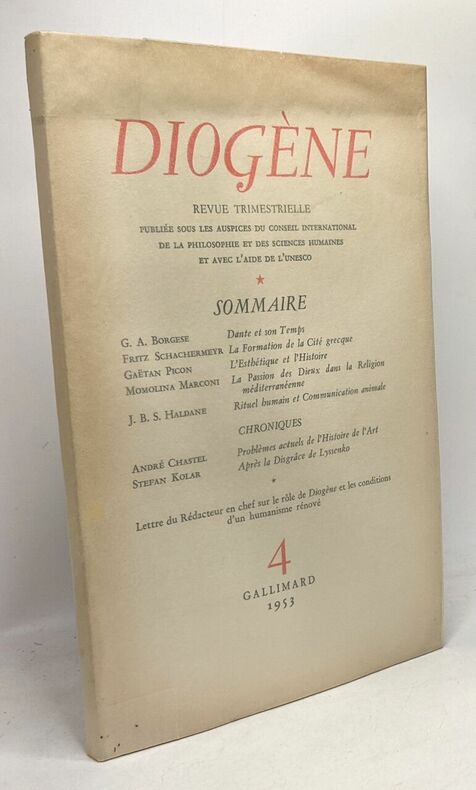 DIOGÈNE
REVUE TRIMESTRIELLE
PUBLIÉE SOUS LES AUSPICES DU CONSEIL INTERNATIONAL
DE LA PHILOSOPHIE ET DES SCIENCES HUMAINES
ET AVEC L'AIDE DE L'UNESCO
SOMMAIRE
G. A. BORGESE Dante et son Temps
FRITZ SCHACHERMEYR La Formation de la Cité grecque
GAËTAN PICON L'Esthétique et l'Histoire
MOMOLINA MARCONI La Passion des Dieux dans la Religion
méditerranéenne
J. B. S. HALDANE Rituel humain et Communication animale
CHRONIQUES
ANDRÉ CHASTEL Problèmes actuels de l'Histoire de l'Art
STEFAN KOLAR Après la Disgrâce de Lyssenko
Lettre du Rédacteur en chef sur le rôle de Diogène et les conditions
d'un humanisme rénové
4
GALLIMARD
1953